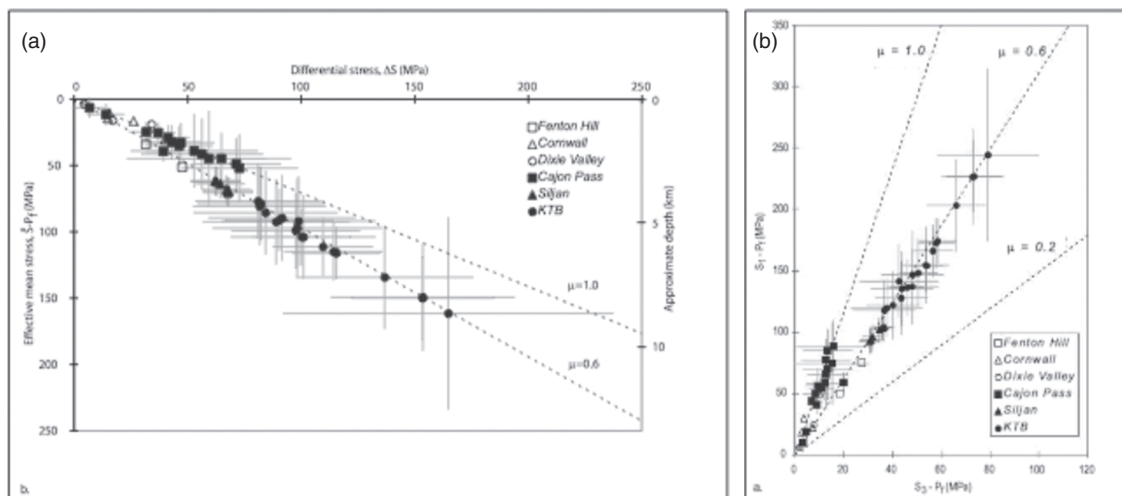 (a)
Differential stress, ΔS (MPa)
0 50 100 150 200 250
0
50
100
150
200
250
Effective mean stress, S̄-Pf (MPa)
0
5
10
Approximate depth (km)
Fenton Hill
Cornwall
Dixie Valley
Cajon Pass
Siljan
KTB
μ=1.0
μ=0.6
b.
(b)
350
300
250
200
150
100
50
0
S1 - Pf (MPa)
μ = 1.0
μ = 0.6
μ = 0.2
Fenton Hill
Cornwall
Dixie Valley
Cajon Pass
Siljan
KTB
0 20 40 60 80 100 120
S3 - Pf (MPa)
a.